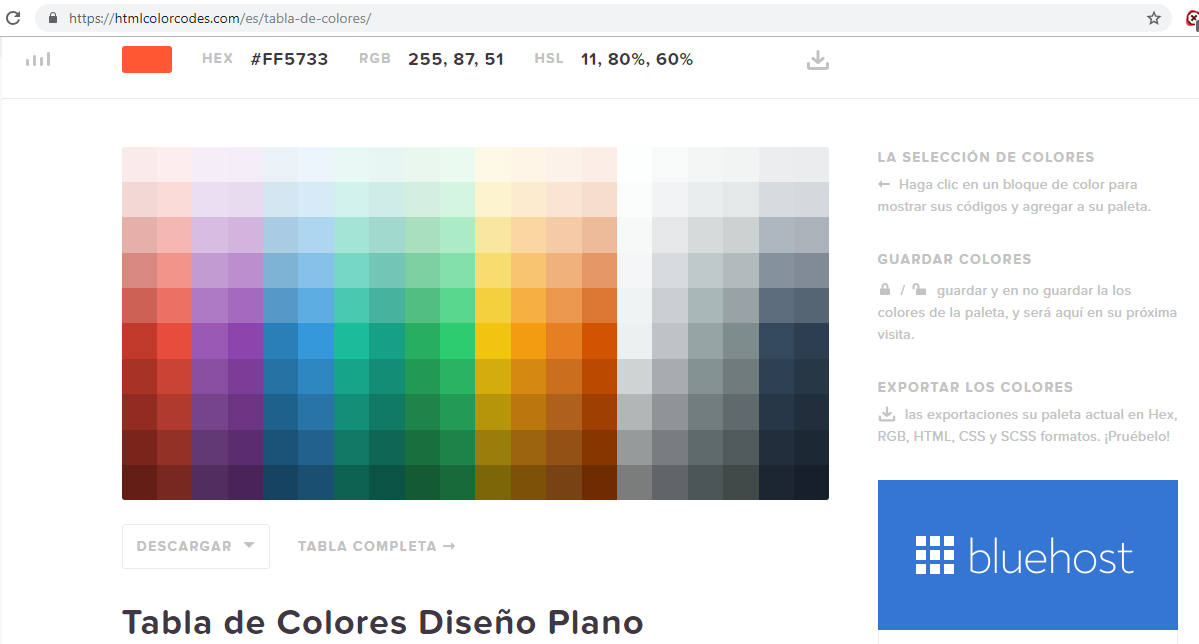 https://htmlcolorcodes.com/es/tabla-de-colores/
HEX #FF5733 RGB 255, 87, 51 HSL 11, 80%, 60%
LA SELECCIÓN DE COLORES
← Haga clic en un bloque de color para
mostrar sus códigos y agregar a su paleta.
GUARDAR COLORES
/ guardar y en no guardar la los
colores de la paleta, y será aquí en su próxima
visita.
EXPORTAR LOS COLORES
las exportaciones su paleta actual en Hex,
RGB, HTML, CSS y SCSS formatos. ¡Pruébelo!
bluehost
DESCARGAR TABLA COMPLETA →
Tabla de Colores Diseño Plano